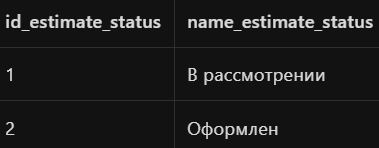 id_estimate_status name_estimate_status
1 В рассмотрении
2 Оформлен